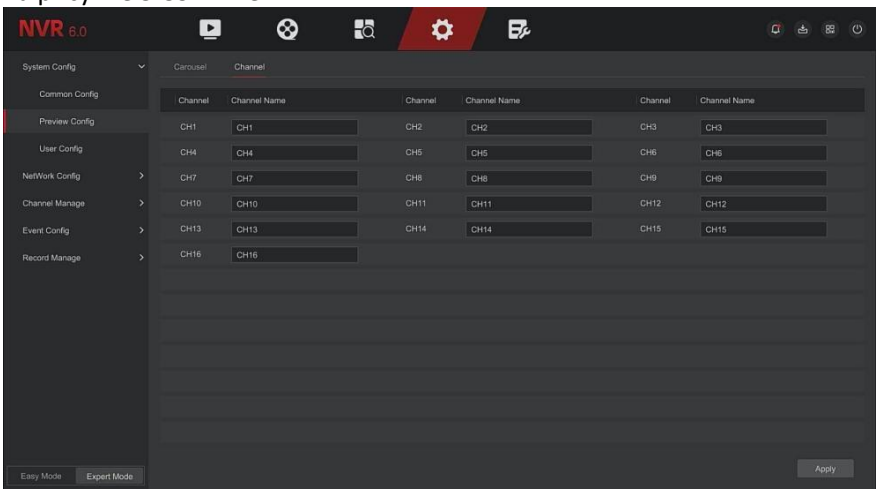 NVR 6.0
System Config
Common Config
Preview Config
User Config
NetWork Config
Channel Manage
Event Config
Record Manage
Easy Mode Expert Mode
Carousel Channel
Channel Channel Name Channel Channel Name Channel Channel Name
CH1 CH1 CH2 CH2 CH3 CH3
CH4 CH4 CH5 CH5 CH6 CH6
CH7 CH7 CH8 CH8 CH9 CH9
CH10 CH10 CH11 CH11 CH12 CH12
CH13 CH13 CH14 CH14 CH15 CH15
CH16 CH16
Apply